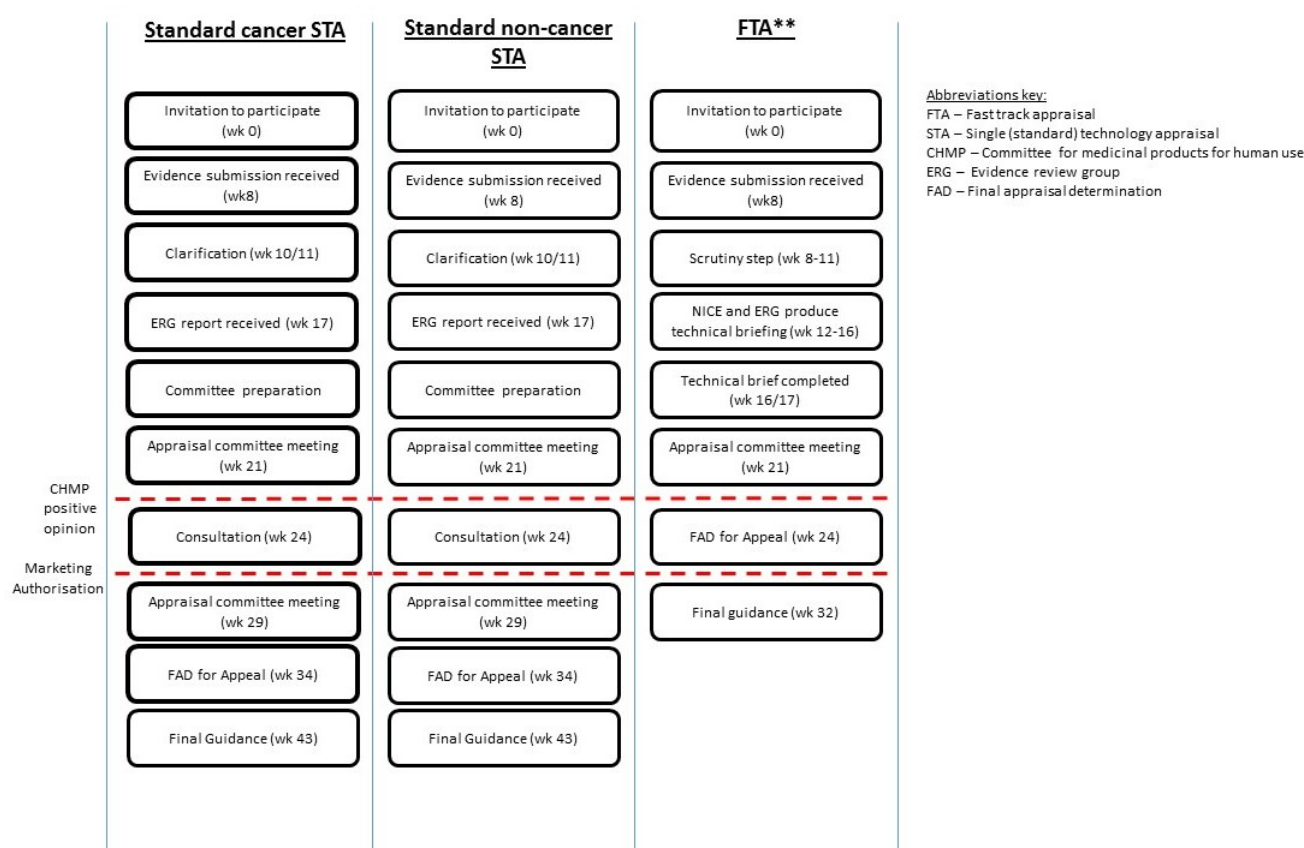 Standard cancer STA
Invitation to participate
(wk 0)
Evidence submission received
(wk8)
Clarification (wk 10/11)
ERG report received (wk 17)
Committee preparation
Appraisal committee meeting
(wk 21)
Consultation (wk 24)
Appraisal committee meeting
(wk 29)
FAD for Appeal (wk 34)
Final Guidance (wk 43)
Standard non-cancer
STA
Invitation to participate
(wk 0)
Evidence submission received
(wk 8)
Clarification (wk 10/11)
ERG report received (wk 17)
Committee preparation
Appraisal committee meeting
(wk 21)
Consultation (wk 24)
Appraisal committee meeting
(wk 29)
FAD for Appeal (wk 34)
Final Guidance (wk 43)
FTA**
Invitation to participate
(wk 0)
Evidence submission received
(wk8)
Scrutiny step (wk 8-11)
NICE and ERG produce
technical briefing (wk 12-16)
Technical brief completed
(wk 16/17)
Appraisal committee meeting
(wk 21)
FAD for Appeal (wk 24)
Final guidance (wk 32)
CHMP
positive
opinion
Marketing
Authorisation
Abbreviations key:
FTA – Fast track appraisal
STA – Single (standard) technology appraisal
CHMP – Committee for medicinal products for human use
ERG – Evidence review group
FAD – Final appraisal determination